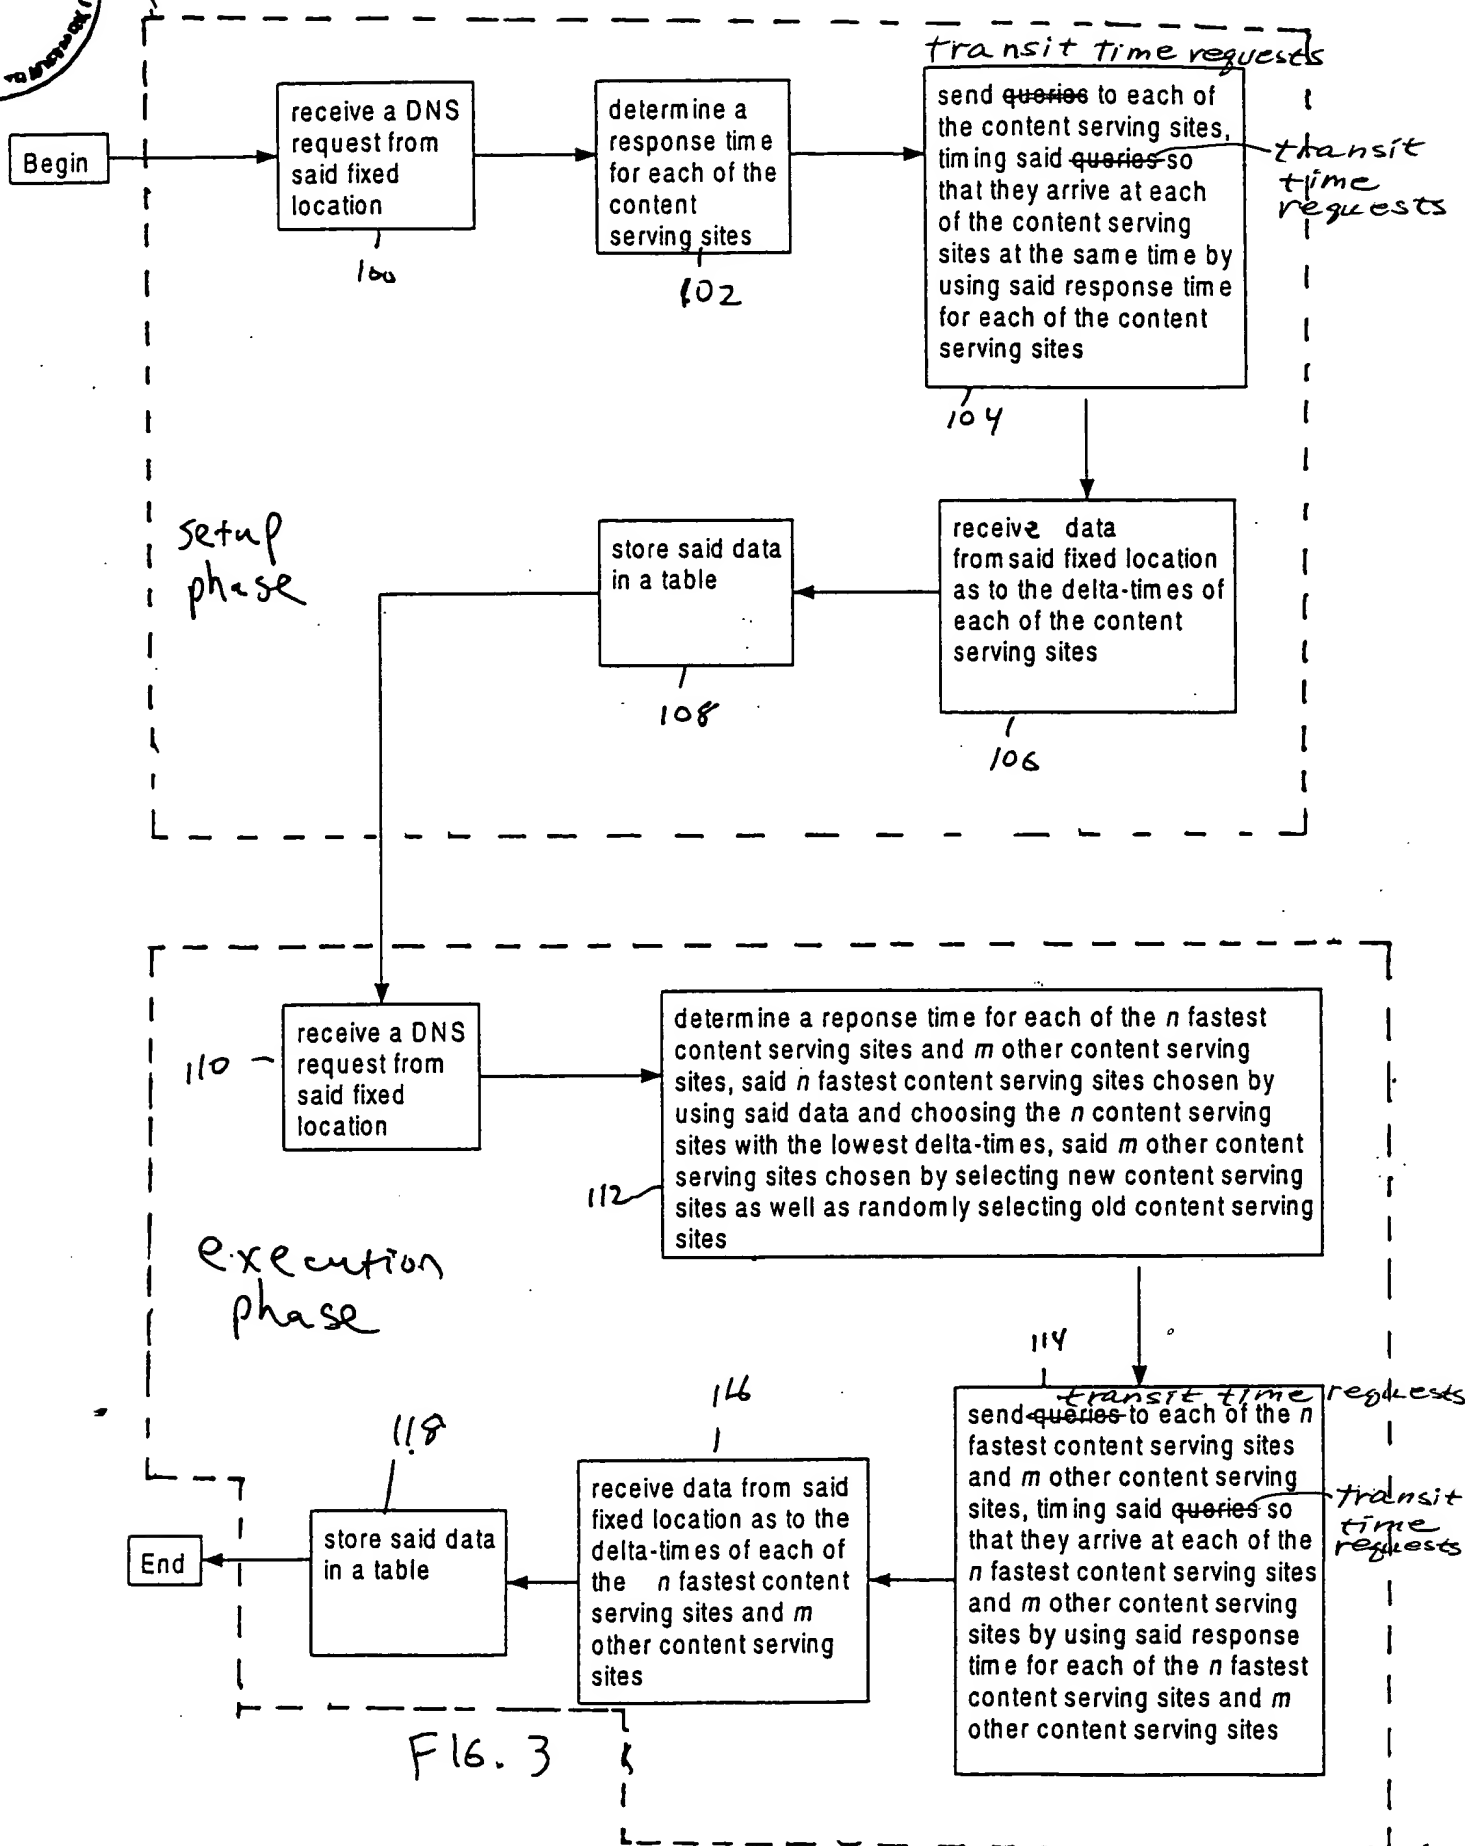 transit time requests
Begin
receive a DNS
request from
said fixed
location
100
determine a
response time
for each of the
content
serving sites
102
send queries to each of
the content serving sites,
timing said queries so
that they arrive at each
of the content serving
sites at the same time by
using said response time
for each of the content
serving sites
transit
time
requests
104
setup
phase
store said data
in a table
108
receive data
from said fixed location
as to the delta-times of
each of the content
serving sites
106
110
receive a DNS
request from
said fixed
location
determine a reponse time for each of the n fastest
content serving sites and m other content serving
sites, said n fastest content serving sites chosen by
using said data and choosing the n content serving
sites with the lowest delta-times, said m other content
serving sites chosen by selecting new content serving
sites as well as randomly selecting old content serving
sites
112
execution
phase
114
transit time requests
send queries to each of the n
fastest content serving sites
and m other content serving
sites, timing said queries so
that they arrive at each of the
n fastest content serving sites
and m other content serving
sites by using said response
time for each of the n fastest
content serving sites and m
other content serving sites
transit
time
requests
116
receive data from said
fixed location as to the
delta-times of each of
the n fastest content
serving sites and m
other content serving
sites
118
store said data
in a table
End
FIG. 3